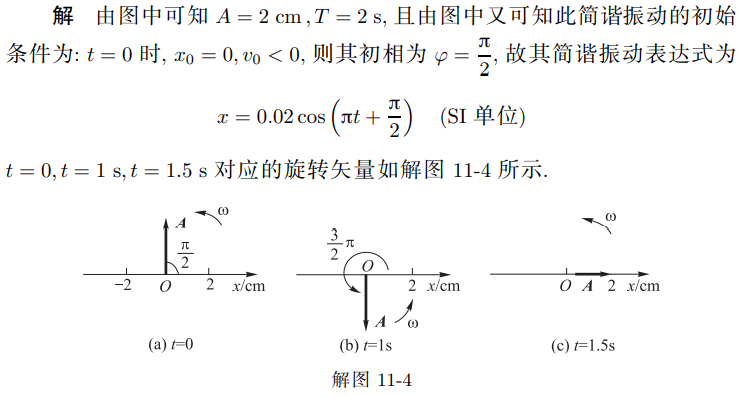 解 由图中可知 A = 2 cm, T = 2 s, 且由图中又可知此简谐振动的初始
条件为: t = 0 时, x₀ = 0, v₀ < 0, 则其初相为 φ = π/2, 故其简谐振动表达式为
x = 0.02 cos(πt + π/2) (SI 单位)
t = 0, t = 1 s, t = 1.5 s 对应的旋转矢量如解图 11-4 所示.
ω
A
π/2
−2 O 2 x/cm
(a) t=0
3/2 π
O
2 x/cm
A ω
(b) t=1s
ω
O A 2 x/cm
(c) t=1.5s
解图 11-4